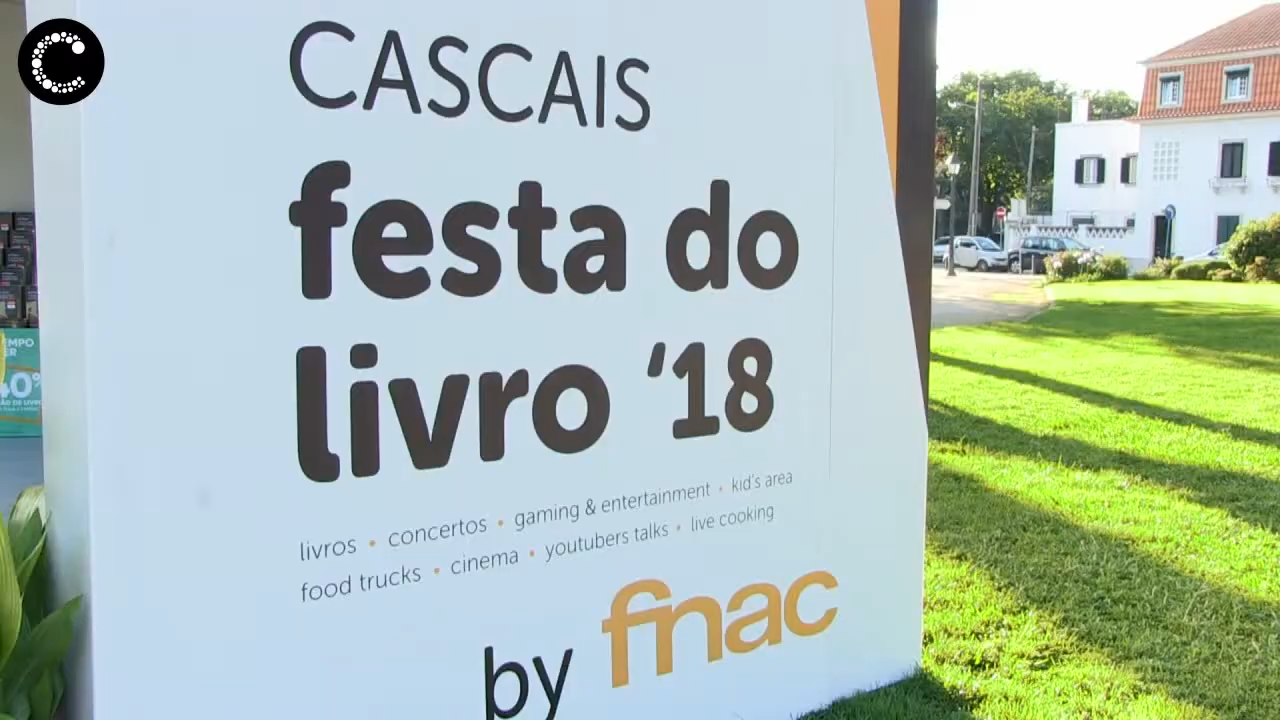 CASCAIS
festa do
livro '18
livros • concertos • gaming & entertainment • kid's area
food trucks • cinema • youtubers talks • live cooking
by fnac